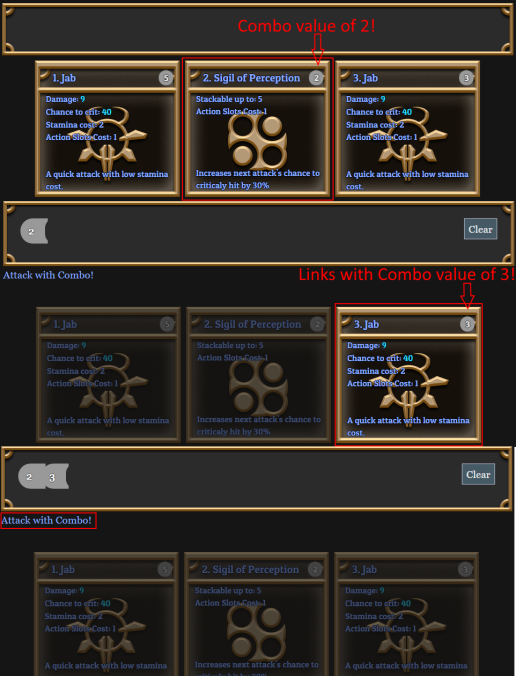 Combo value of 2!
1. Jab
5
2. Sigil of Perception
2
3. Jab
3
Damage: 9
Chance to crit: 40
Stamina cost: 2
Action Slots Cost: 1
A quick attack with low stamina
cost.
Stackable up to: 5
Action Slots Cost: 1
Increases next attack's chance to
criticaly hit by 30%
Damage: 9
Chance to crit: 40
Stamina cost: 2
Action Slots Cost: 1
A quick attack with low stamina
cost.
2
Clear
Attack with Combo!
Links with Combo value of 3!
1. Jab
5
2. Sigil of Perception
2
3. Jab
3
Damage: 9
Chance to crit: 40
Stamina cost: 2
Action Slots Cost: 1
A quick attack with low stamina
cost.
Stackable up to: 5
Action Slots Cost: 1
Increases next attack's chance to
criticaly hit by 30%
Damage: 9
Chance to crit: 40
Stamina cost: 2
Action Slots Cost: 1
A quick attack with low stamina
cost.
2 3
Clear
Attack with Combo!
1. Jab
5
2. Sigil of Perception
2
3. Jab
3
Damage: 9
Chance to crit: 40
Stamina cost: 2
Action Slots Cost: 1
A quick attack with low stamina
Stackable up to: 5
Action Slots Cost: 1
Increases next attack's chance to
criticaly hit by 30%
Damage: 9
Chance to crit: 40
Stamina cost: 2
Action Slots Cost: 1
A quick attack with low stamina